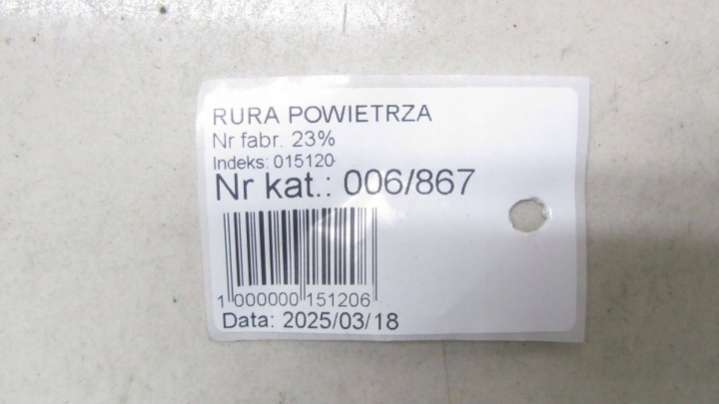 RURA POWIETRZA
Nr fabr. 23%
Indeks: 015120
Nr kat.: 006/867
1 000000 151206
Data: 2025/03/18